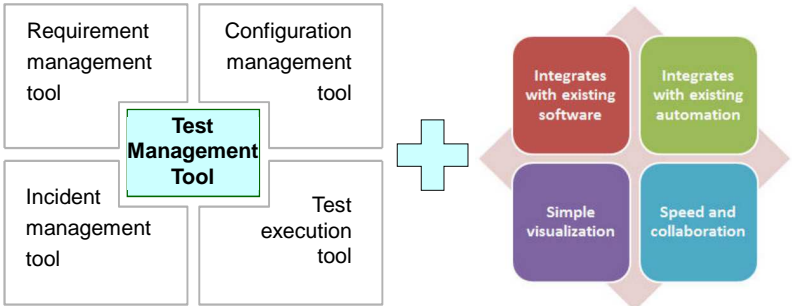 Requirement
management
tool
Configuration
management
tool
Test
Management
Tool
Incident
management
tool
Test
execution
tool
Integrates
with existing
software
Integrates
with existing
automation
Simple
visualization
Speed and
collaboration